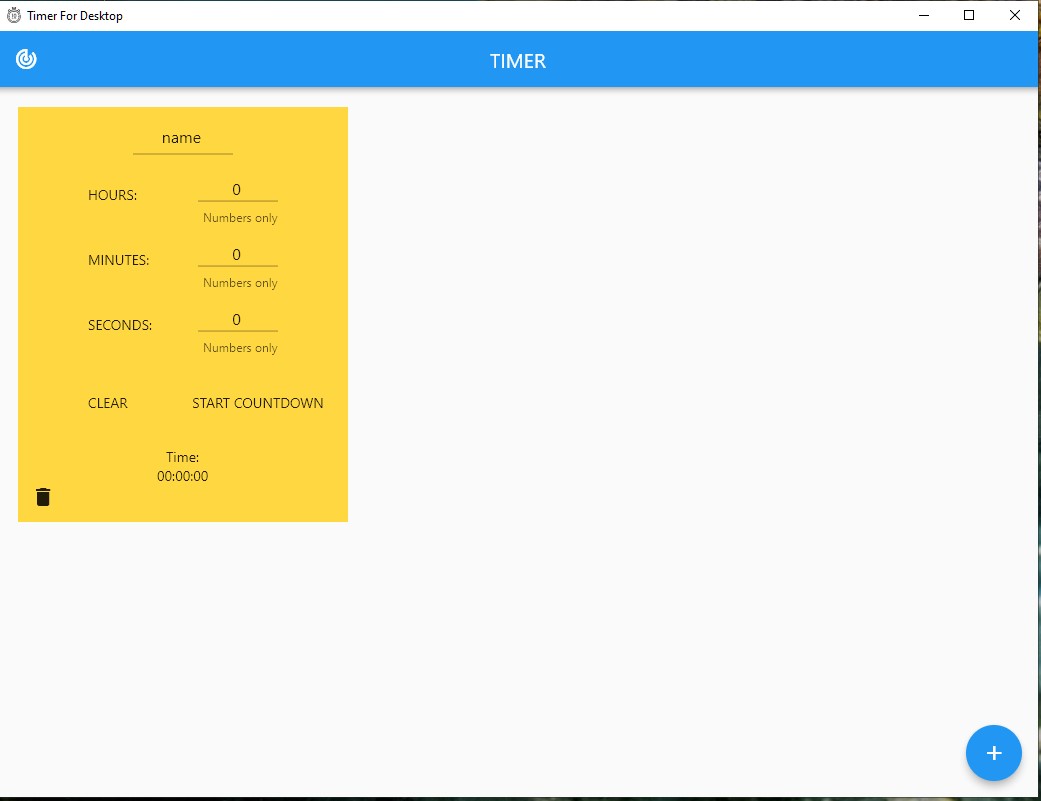 Timer For Desktop
TIMER
name
HOURS: 0
Numbers only
MINUTES: 0
Numbers only
SECONDS: 0
Numbers only
CLEAR START COUNTDOWN
Time:
00:00:00
+